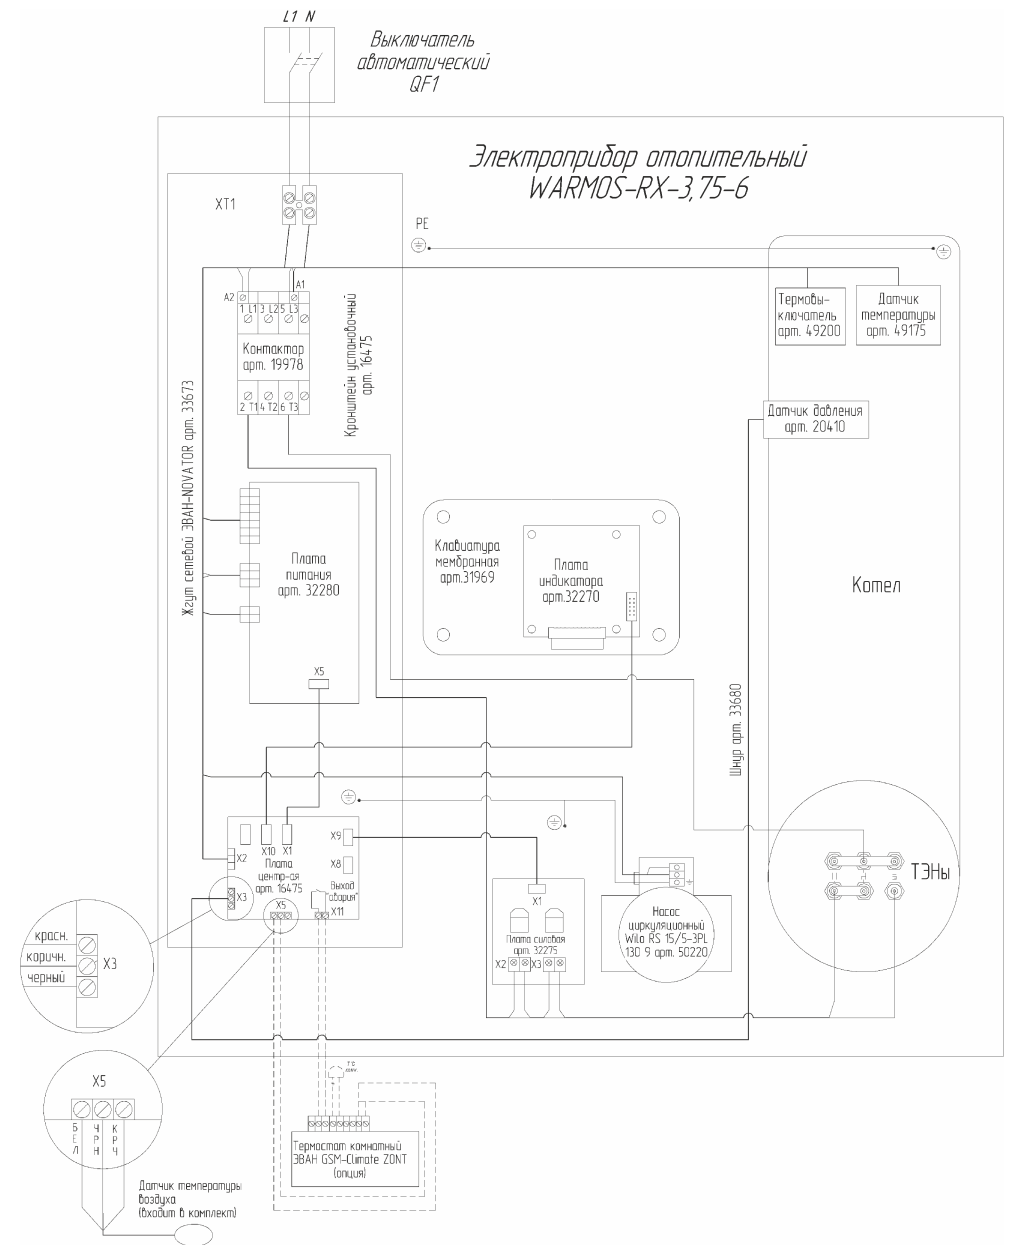 L1 N
Выключатель
автоматический
QF1
Электроприбор отопительный
WARMOS-RX-3,75-6
XT1
PE
A2
A1
1 L1 3 L2 5 L3
Контактор
арт. 19978
2 T1 4 T2 6 T3
Кронштейн установочный
арт. 16475
Термовы-
ключатель
арт. 49200
Датчик
температуры
арт. 49175
Датчик давления
арт. 20410
Жгут сетевой ЭВАН-NOVATOR арт. 33673
Плата
питания
арт. 32280
X5
Клавиатура
мембранная
арт.31969
Плата
индикатора
арт.32270
Котел
Шнур арт. 33680
X10 X1
X9
X2
Плата
центр-ая
арт. 16475
X8
X3
Выход
"авария"
X5
X11
X1
Плата силовая
арт. 32275
X2
X3
Насос
циркуляционный
Wilo RS 15/5-3PL
130 9 арт. 50220
ТЭНы
красн.
коричн.
черный
X3
X5
БЕЛ
ЧРН
КРЧ
T°C
Термостат комнатный
ЭВАН GSM-Climate ZONT
(опция)
Датчик температуры
воздуха
(входит в комплект)